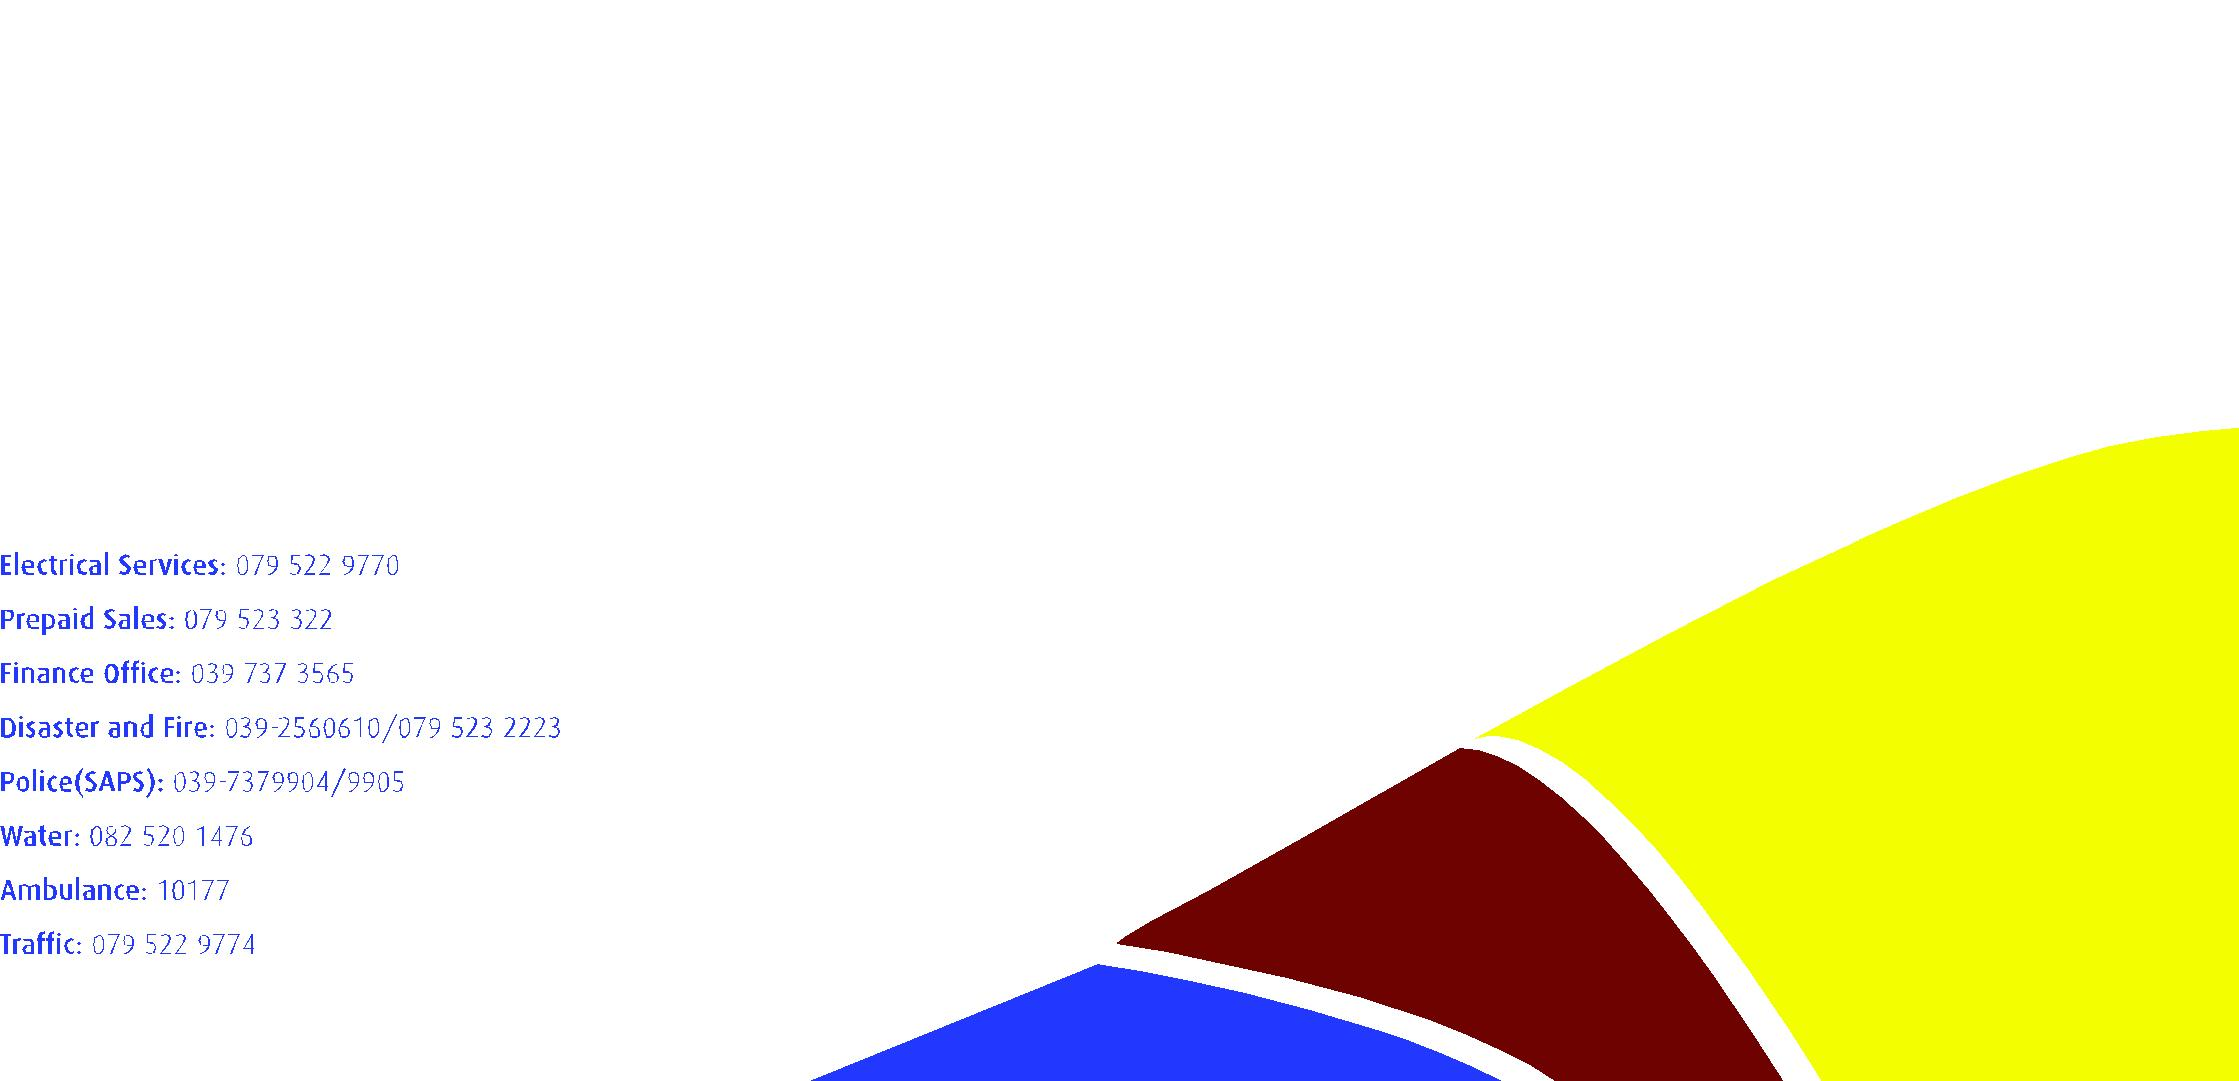 Electrical Services: 079 522 9770
Prepaid Sales: 079 523 322
Finance Office: 039 737 3565
Disaster and Fire: 039-2560610/079 523 2223
Police(SAPS): 039-7379904/9905
Water: 082 520 1476
Ambulance: 10177
Traffic: 079 522 9774